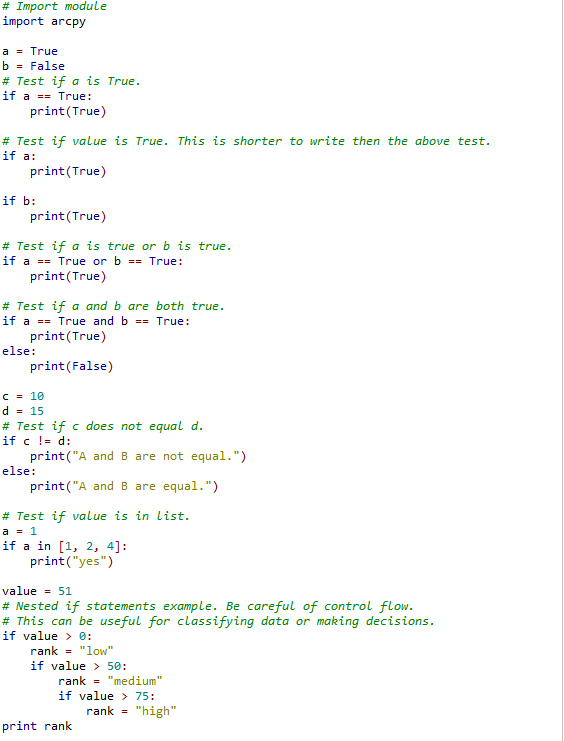 # Import module
import arcpy

a = True
b = False
# Test if a is True.
if a == True:
    print(True)

# Test if value is True. This is shorter to write then the above test.
if a:
    print(True)

if b:
    print(True)

# Test if a is true or b is true.
if a == True or b == True:
    print(True)

# Test if a and b are both true.
if a == True and b == True:
    print(True)
else:
    print(False)

c = 10
d = 15
# Test if c does not equal d.
if c != d:
    print("A and B are not equal.")
else:
    print("A and B are equal.")

# Test if value is in list.
a = 1
if a in [1, 2, 4]:
    print("yes")

value = 51
# Nested if statements example. Be careful of control flow.
# This can be useful for classifying data or making decisions.
if value > 0:
    rank = "low"
    if value > 50:
        rank = "medium"
        if value > 75:
            rank = "high"
print rank